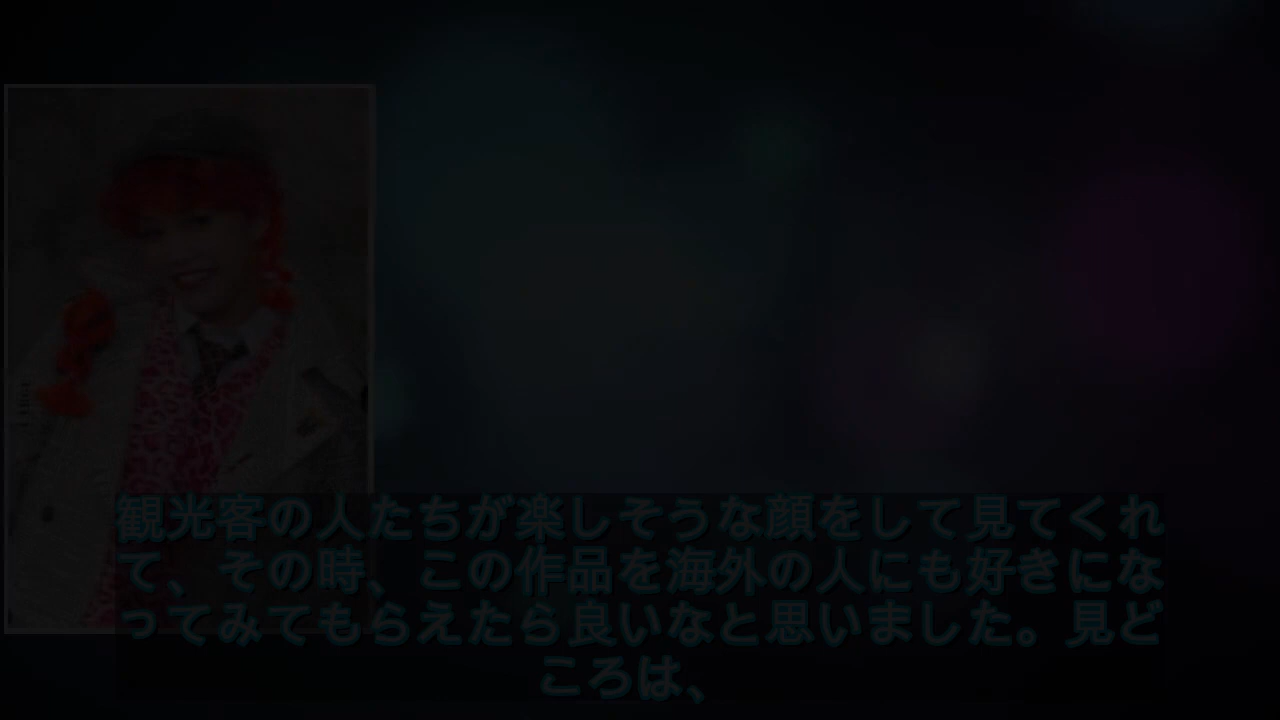 観光客の人たちが楽しそうな顔をして見てくれ
て、その時、この作品を海外の人にも好きにな
ってみてもらえたら良いなと思いました。見ど
ころは、